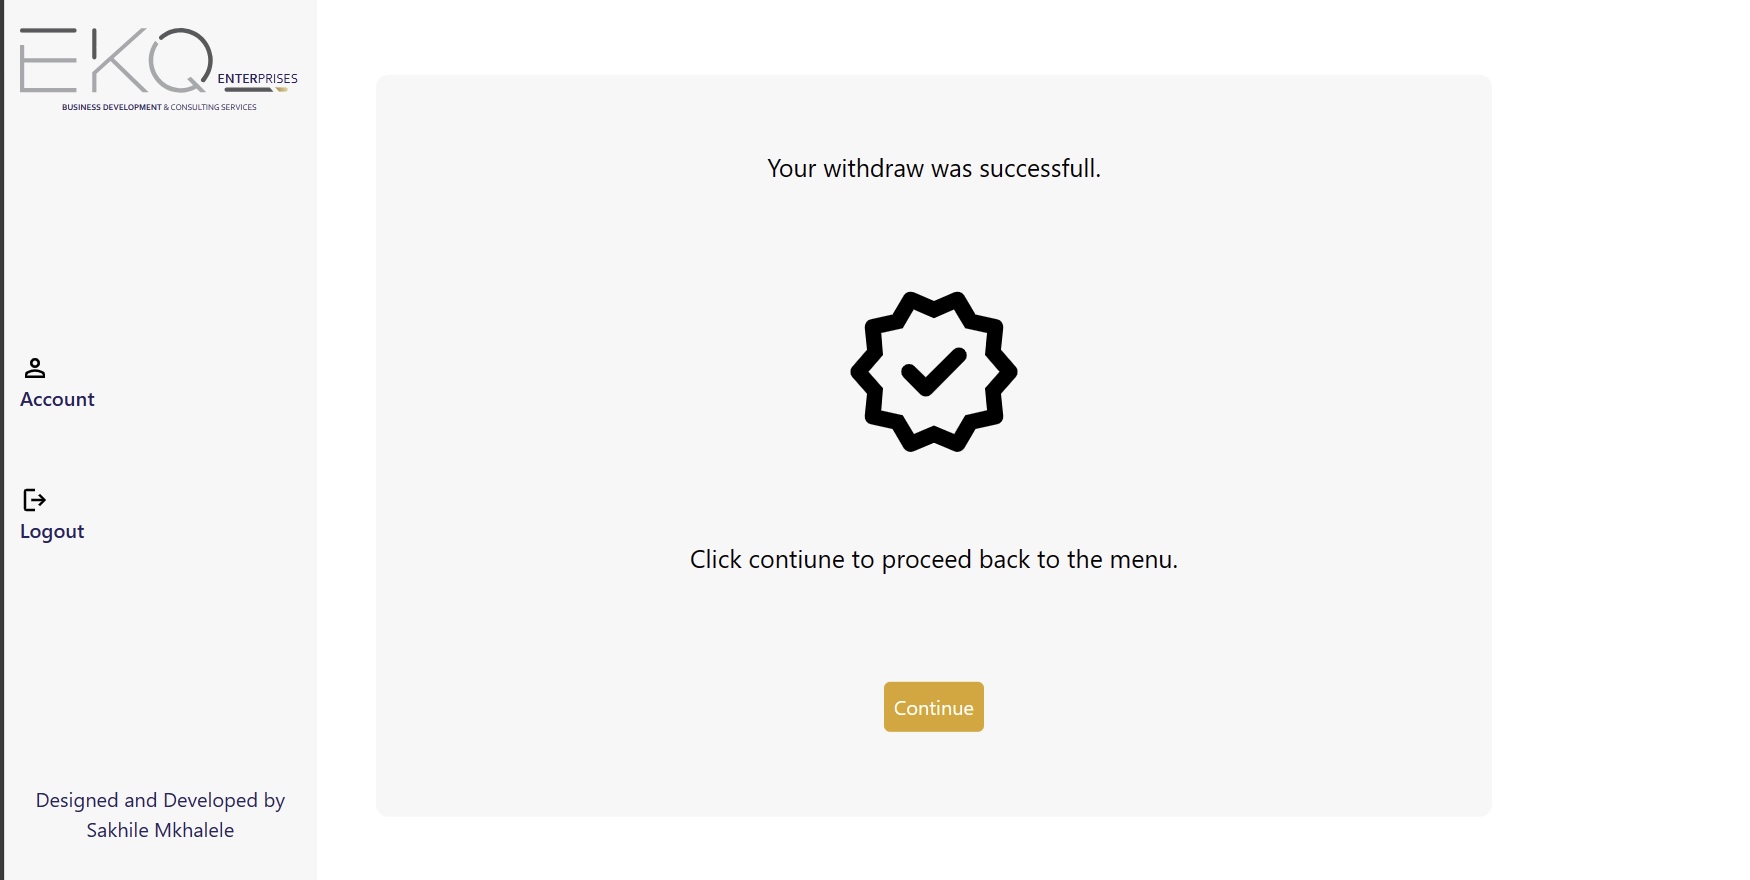 EKQ ENTERPRISES
BUSINESS DEVELOPMENT & CONSULTING SERVICES
Account
Logout
Designed and Developed by
Sakhile Mkhalele
Your withdraw was successfull.
Click contiune to proceed back to the menu.
Continue